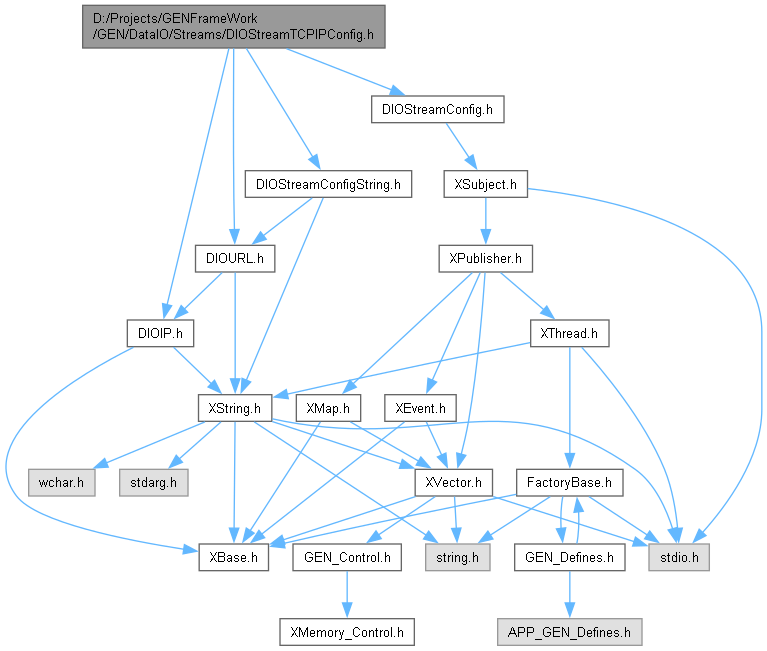 D:/Projects/GENFrameWork
/GEN/DataIO/Streams/DIOStreamTCPIPConfig.h
DIOStreamConfig.h
DIOStreamConfigString.h
XSubject.h
DIOURL.h
XPublisher.h
DIOIP.h
XThread.h
XString.h
XMap.h
XEvent.h
wchar.h
stdarg.h
XVector.h
FactoryBase.h
XBase.h
GEN_Control.h
string.h
GEN_Defines.h
stdio.h
XMemory_Control.h
APP_GEN_Defines.h